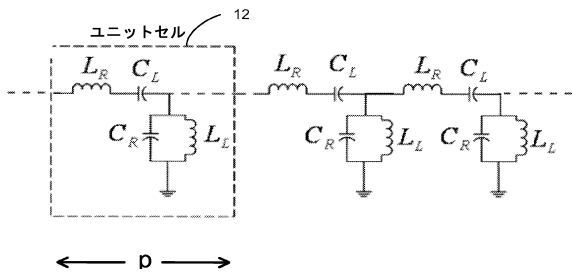 12
ユニットセル
L_R C_L L_R C_L L_R C_L
C_R L_L C_R L_L C_R L_L
p